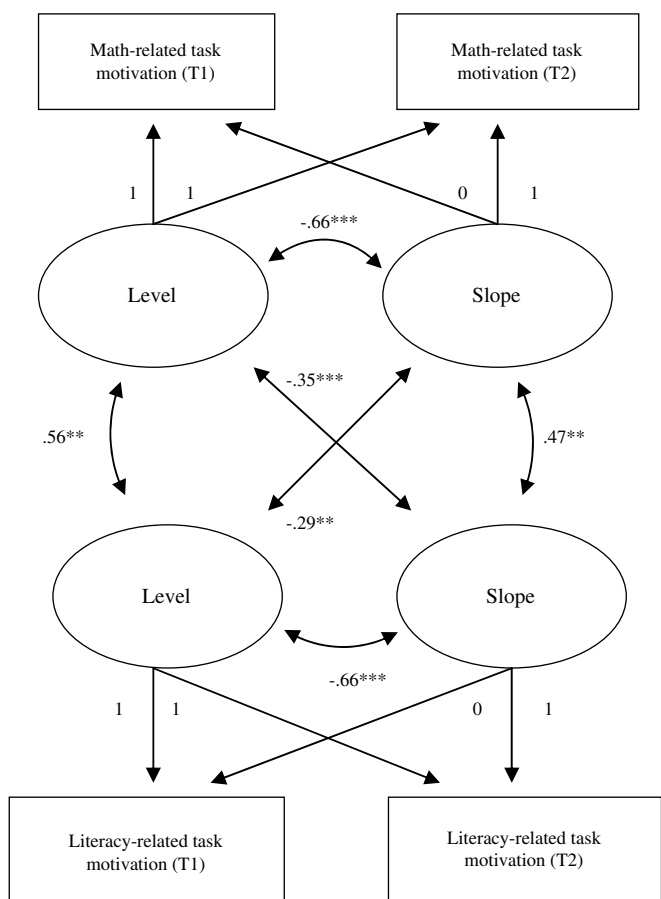 Math-related task
motivation (T1)
Math-related task
motivation (T2)
1
1
0
1
-.66***
Level
Slope
-.35***
.56**
.47**
-.29**
Level
Slope
-.66***
1
1
0
1
Literacy-related task
motivation (T1)
Literacy-related task
motivation (T2)